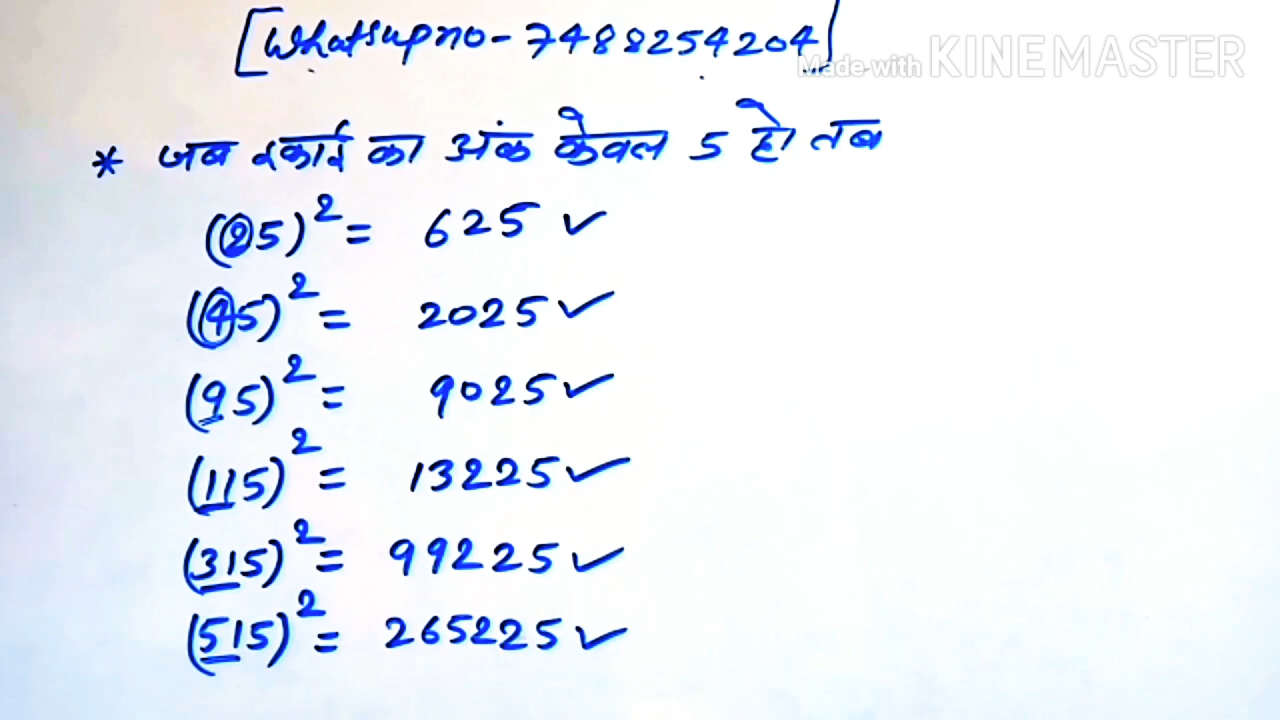 [Whatsupno-7488254204]
Made with KINEMASTER
* जब इकाई का अंक केवल 5 हो तब
(25)² = 625 ✓
(45)² = 2025 ✓
(95)² = 9025 ✓
(115)² = 13225 ✓
(315)² = 99225 ✓
(515)² = 265225 ✓